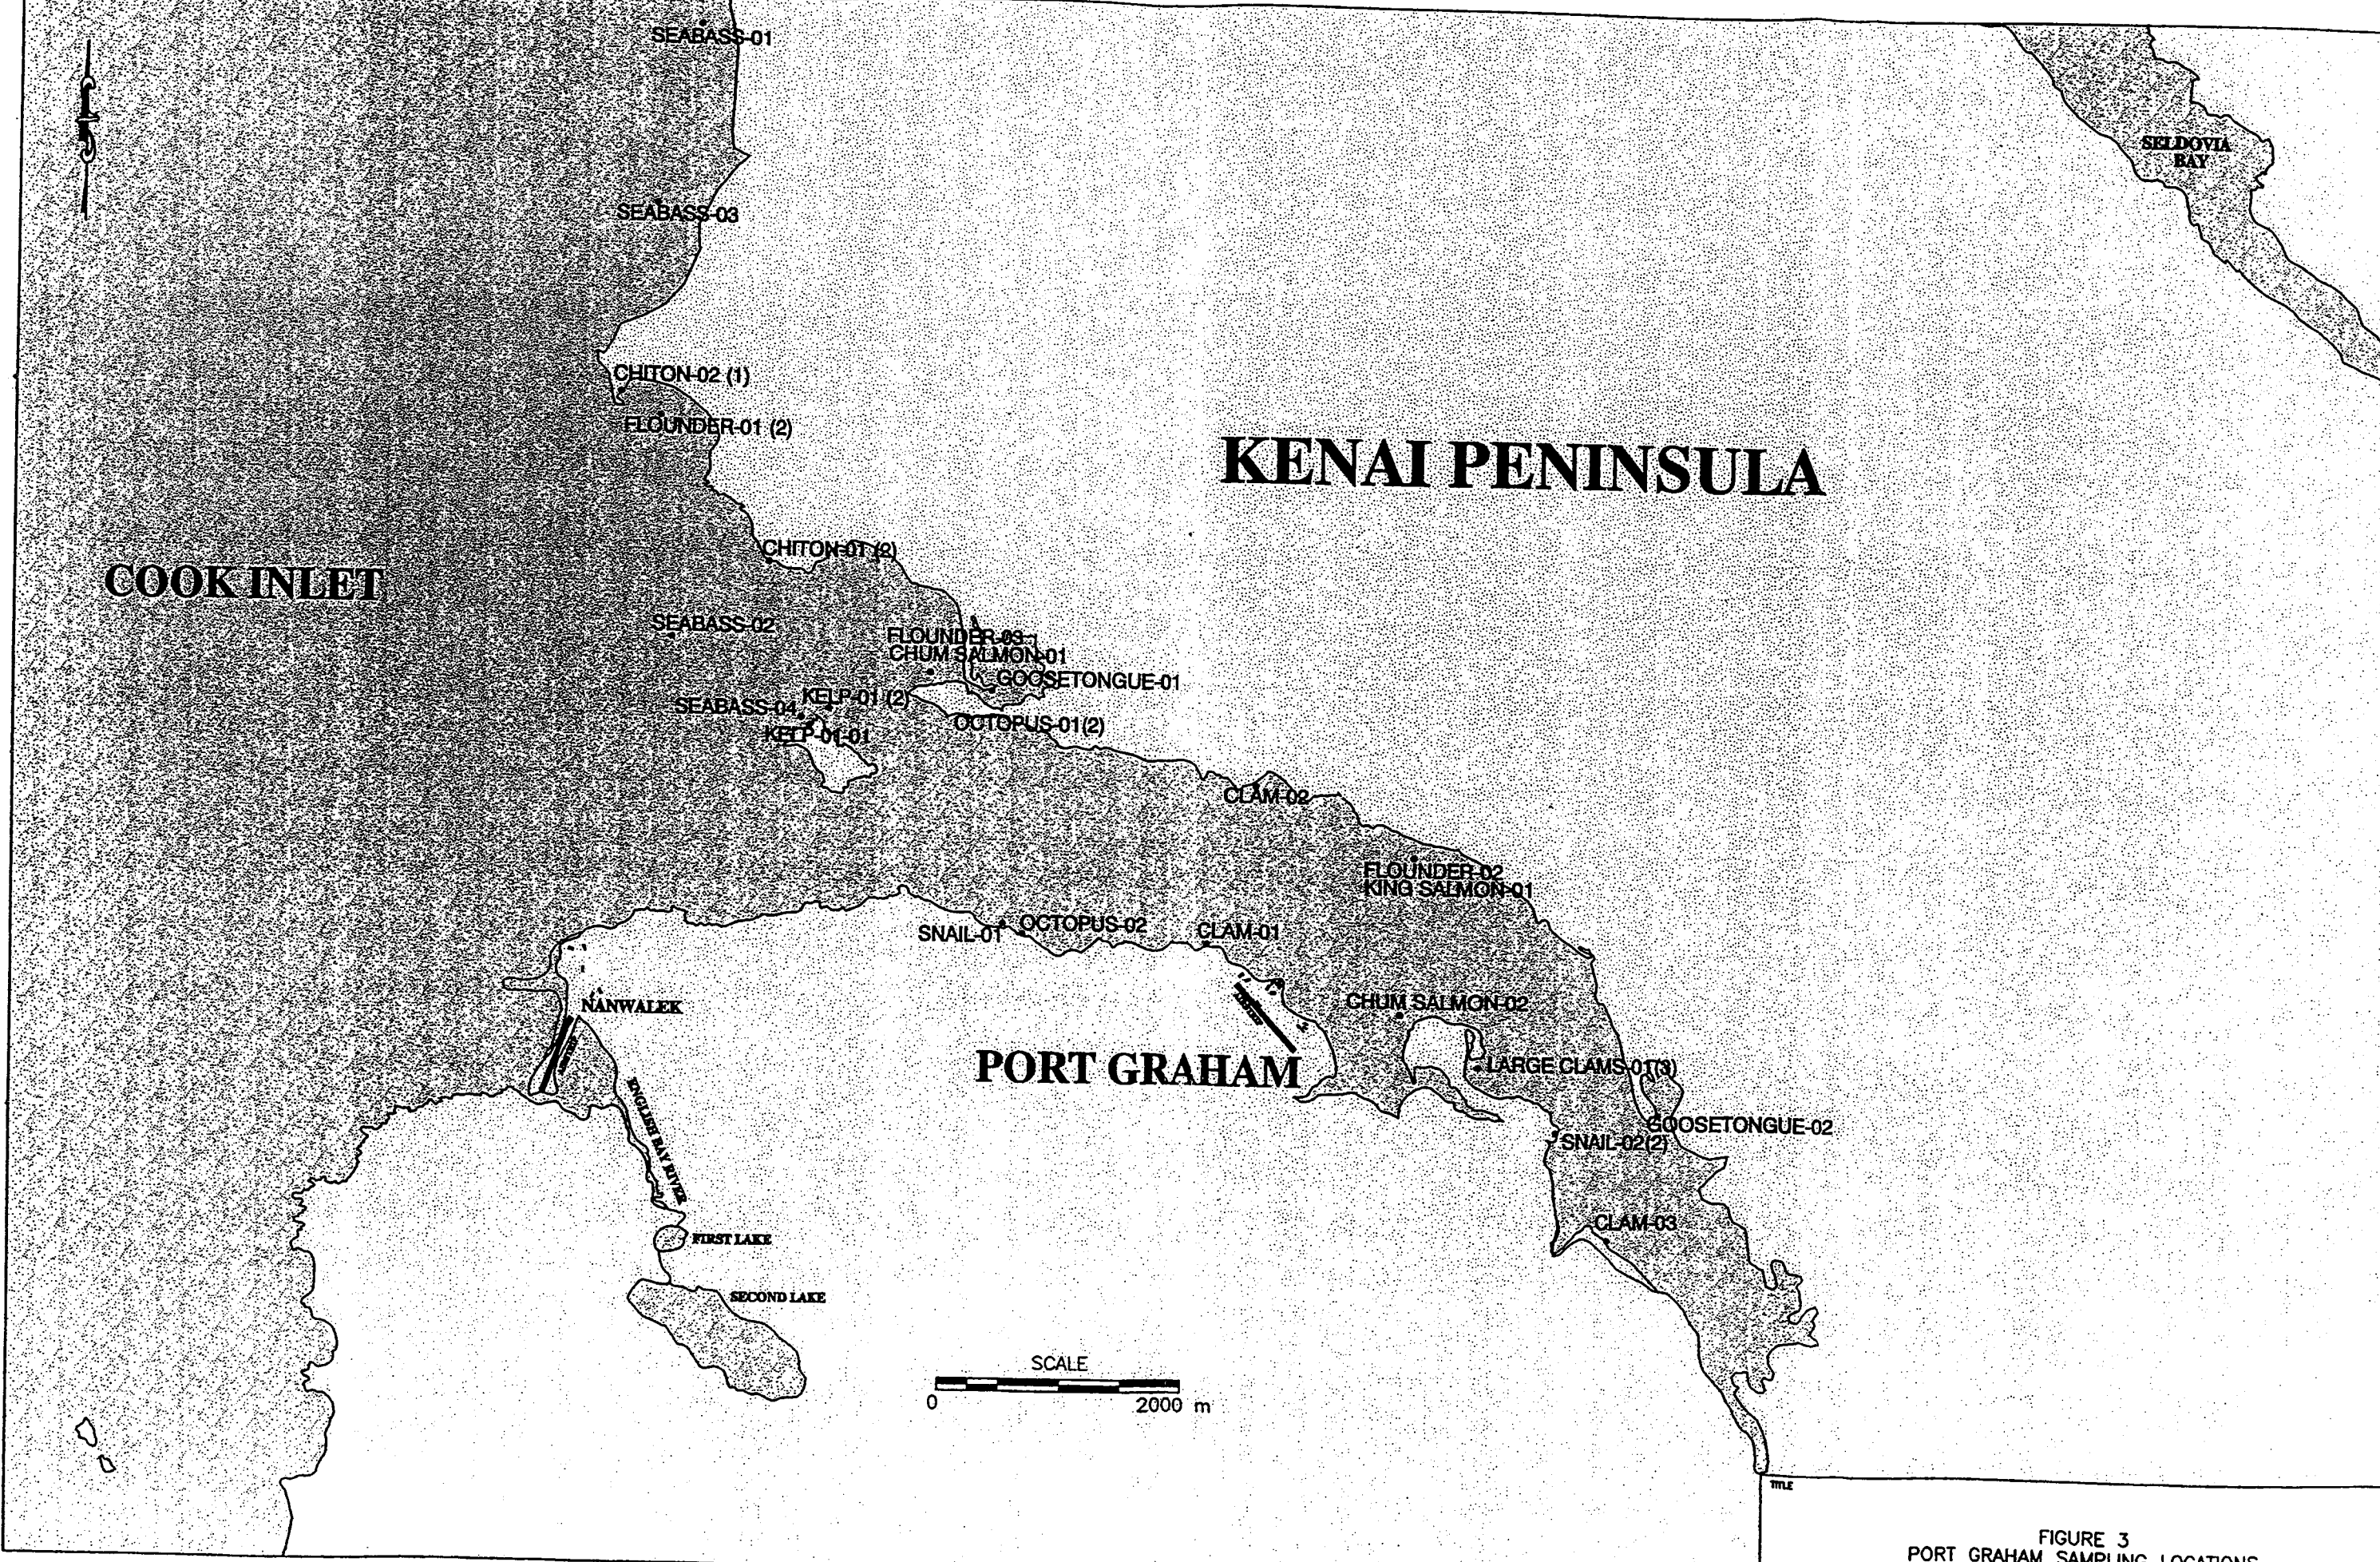 SEABASS-01
SELDOVIA
BAY
SEABASS-03
CHITON-02 (1)
FLOUNDER-01 (2)
KENAI PENINSULA
CHITON-01 (2)
COOK INLET
SEABASS-02
FLOUNDER-03
CHUM SALMON-01
GOOSETONGUE-01
KELP-01 (2)
SEABASS-04
OCTOPUS-01(2)
KELP-01-01
CLAM-02
FLOUNDER-02
KING SALMON-01
SNAIL-01
OCTOPUS-02
CLAM-01
NANWALEK
CHUM SALMON-02
PORT GRAHAM
LARGE CLAMS-01(3)
ENGLISH BAY RIVER
GOOSETONGUE-02
SNAIL-02(2)
CLAM-03
FIRST LAKE
SECOND LAKE
SCALE
0 2000 m
TITLE
FIGURE 3
PORT GRAHAM SAMPLING LOCATIONS